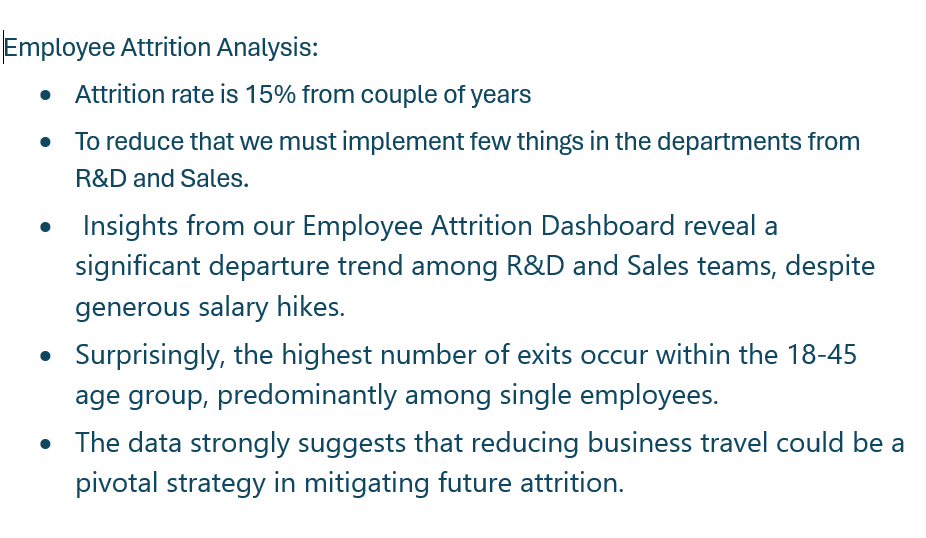 Employee Attrition Analysis:
• Attrition rate is 15% from couple of years
• To reduce that we must implement few things in the departments from
R&D and Sales.
• Insights from our Employee Attrition Dashboard reveal a
significant departure trend among R&D and Sales teams, despite
generous salary hikes.
• Surprisingly, the highest number of exits occur within the 18-45
age group, predominantly among single employees.
• The data strongly suggests that reducing business travel could be a
pivotal strategy in mitigating future attrition.